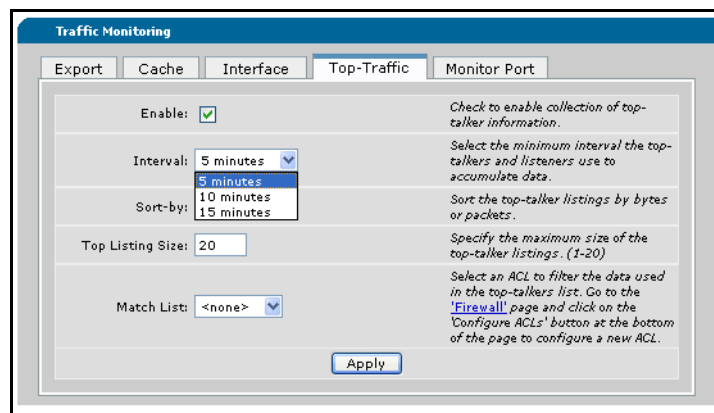 Traffic Monitoring
Export
Cache
Interface
Top-Traffic
Monitor Port
Enable:
Check to enable collection of top-
talker information.
Interval:
5 minutes
Select the minimum interval the top-
talkers and listeners use to
accumulate data.
5 minutes
10 minutes
15 minutes
Sort-by:
Sort the top-talker listings by bytes
or packets.
Top Listing Size:
20
Specify the maximum size of the
top-talker listings. (1-20)
Match List:
<none>
Select an ACL to filter the data used
in the top-talkers list. Go to the
'Firewall' page and click on the
'Configure ACLs' button at the bottom
of the page to configure a new ACL.
Apply